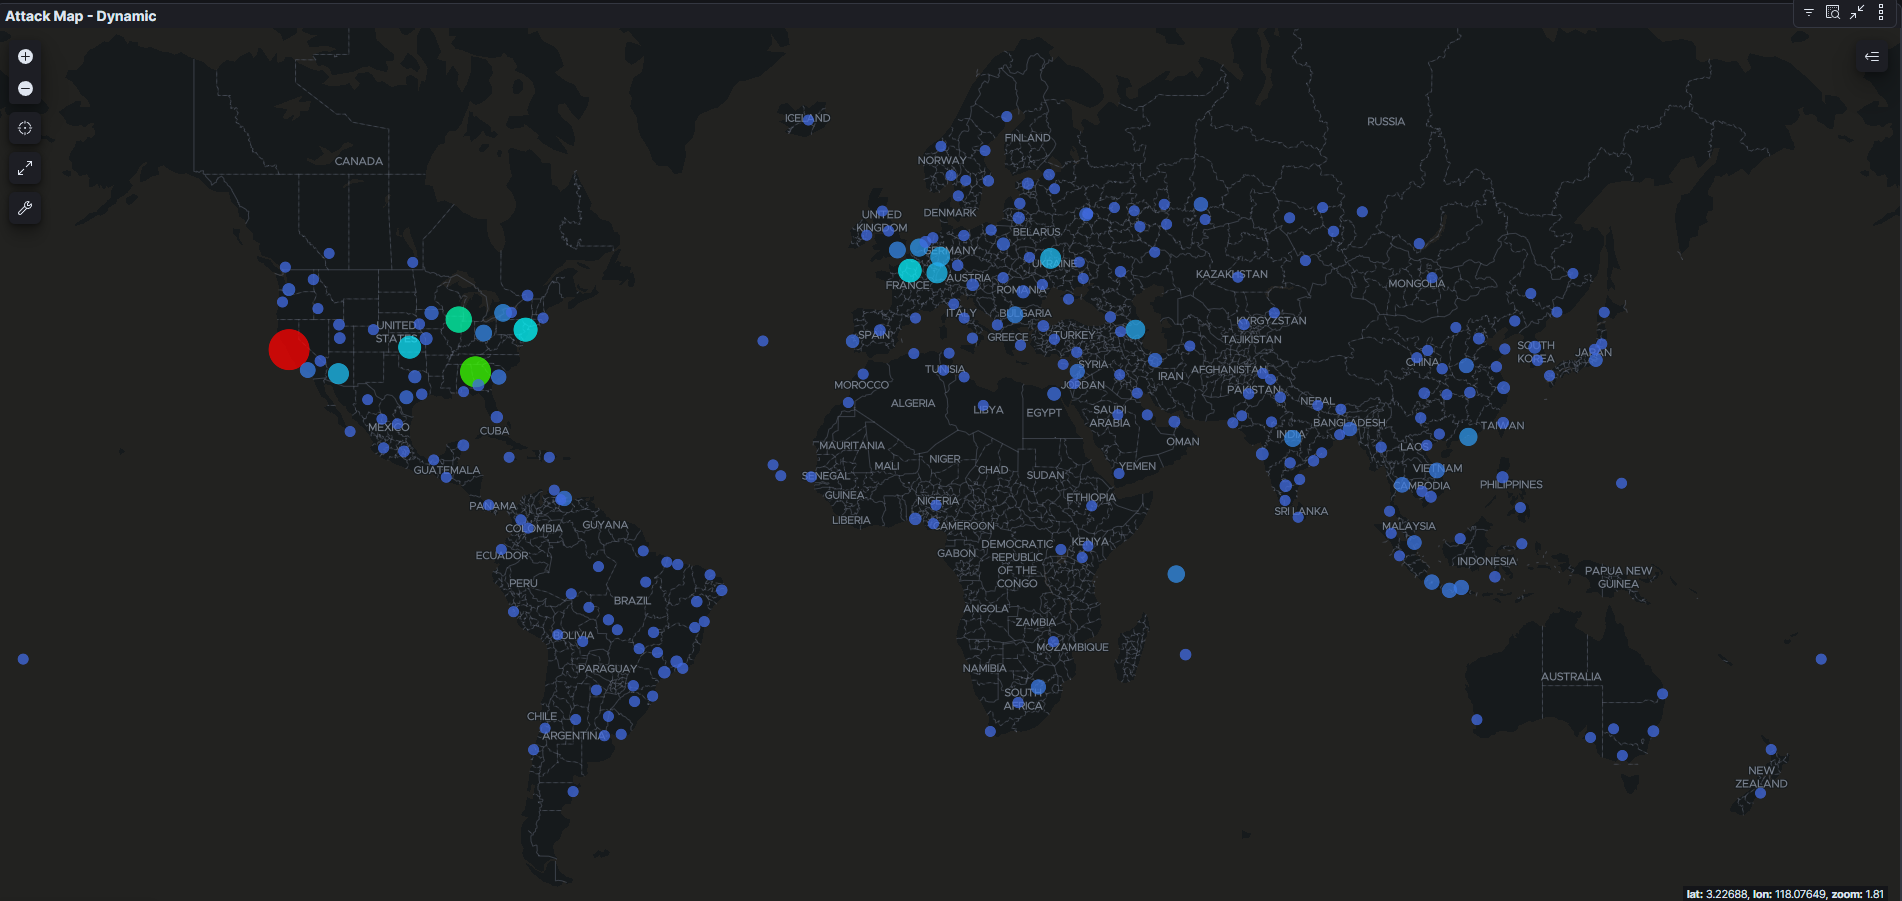 Attack Map - Dynamic
ICELAND
RUSSIA
FINLAND
CANADA
NORWAY
UNITED
KINGDOM
DENMARK
BELARUS
GERMANY
UKRAINE
KAZAKHSTAN
AUSTRIA
FRANCE
ROMANIA
MONGOLIA
ITALY
BULGARIA
KYRGYZSTAN
UNITED
STATES
SPAIN
GREECE
TURKEY
TAJIKISTAN
SOUTH
KOREA
JAPAN
CHINA
TUNISIA
SYRIA
IRAN
AFGHANISTAN
MOROCCO
JORDAN
PAKISTAN
ALGERIA
LIBYA
EGYPT
SAUDI
ARABIA
NEPAL
BANGLADESH
MEXICO
CUBA
INDIA
TAIWAN
OMAN
MAURITANIA
LAOS
GUATEMALA
MALI
NIGER
CHAD
SUDAN
YEMEN
VIETNAM
SENEGAL
CAMBODIA
PHILIPPINES
GUINEA
NIGERIA
ETHIOPIA
PANAMA
SRI LANKA
LIBERIA
CAMEROON
COLOMBIA
GUYANA
MALAYSIA
ECUADOR
GABON
DEMOCRATIC
REPUBLIC
OF THE
CONGO
KENYA
INDONESIA
PERU
PAPUA NEW
GUINEA
BRAZIL
ANGOLA
ZAMBIA
BOLIVIA
MOZAMBIQUE
PARAGUAY
NAMIBIA
AUSTRALIA
SOUTH
AFRICA
CHILE
ARGENTINA
NEW
ZEALAND
lat: 3.22688, lon: 118.07649, zoom: 1.81